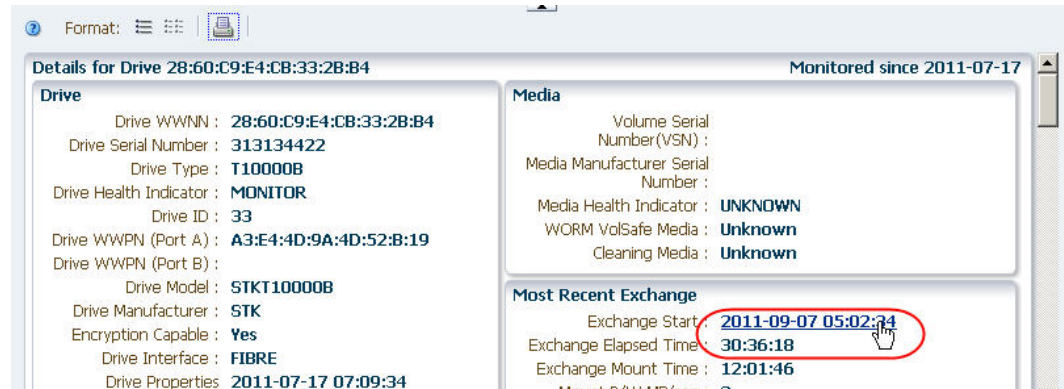 Format:
Details for Drive 28:60:C9:E4:CB:33:2B:B4
Monitored since 2011-07-17
Drive
Drive WWNN : 28:60:C9:E4:CB:33:2B:B4
Drive Serial Number : 313134422
Drive Type : T10000B
Drive Health Indicator : MONITOR
Drive ID : 33
Drive WWPN (Port A) : A3:E4:4D:9A:4D:52:B:19
Drive WWPN (Port B) :
Drive Model : STKT10000B
Drive Manufacturer : STK
Encryption Capable : Yes
Drive Interface : FIBRE
Drive Properties 2011-07-17 07:09:34
Media
Volume Serial
Number(VSN) :
Media Manufacturer Serial
Number :
Media Health Indicator : UNKNOWN
WORM VolSafe Media : Unknown
Cleaning Media : Unknown
Most Recent Exchange
Exchange Start : 2011-09-07 05:02:34
Exchange Elapsed Time : 30:36:18
Exchange Mount Time : 12:01:46